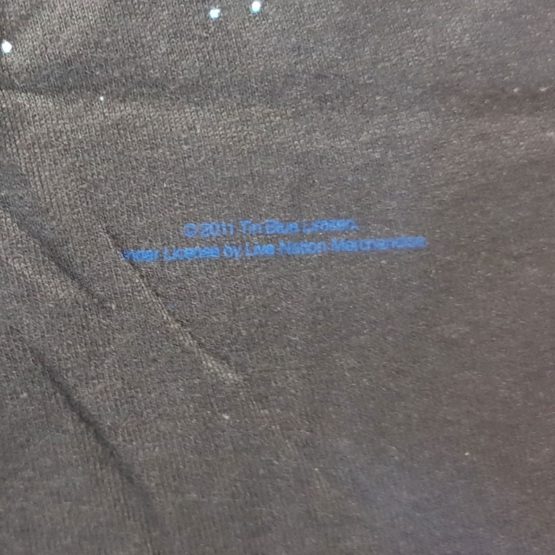 © 2011 Tin Blue Limited.
Under License by Live Nation Merchandise